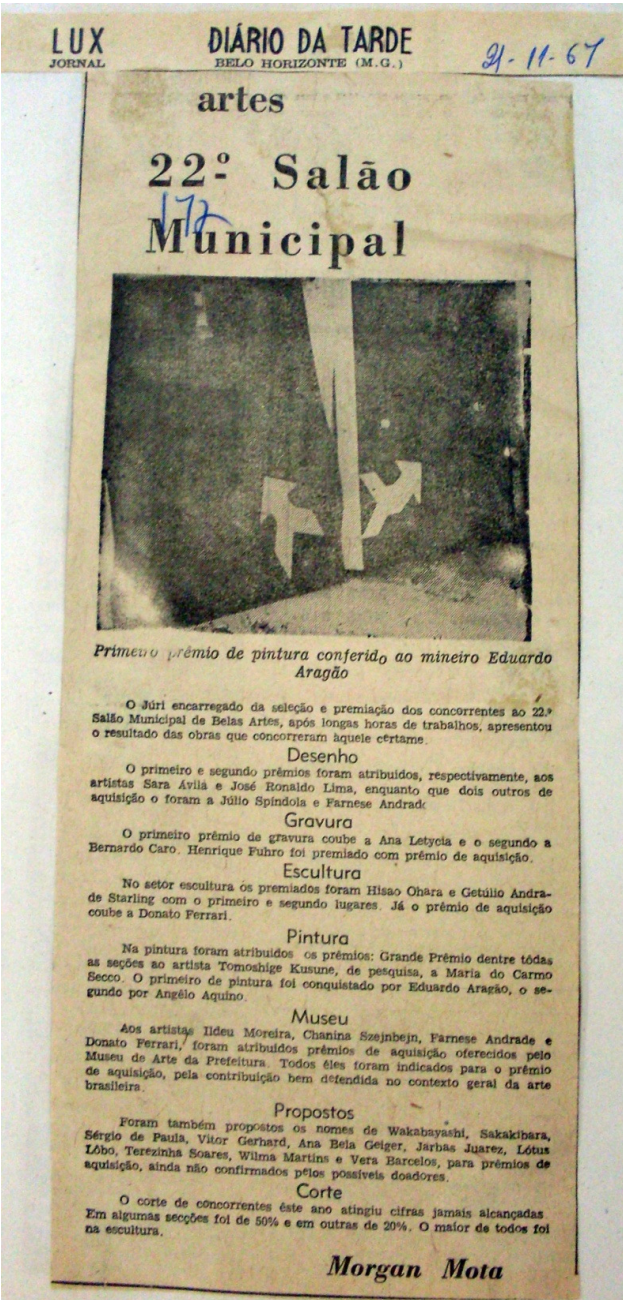 LUX
JORNAL
DIÁRIO DA TARDE
BELO HORIZONTE (M.G.)
21-11-67
artes
22º Salão
172
Municipal
Primeiro prêmio de pintura conferido ao mineiro Eduardo
Aragão
O Júri encarregado da seleção e premiação dos concorrentes ao 22.º
Salão Municipal de Belas Artes, após longas horas de trabalhos, apresentou
o resultado das obras que concorreram àquele certame.
Desenho
O primeiro e segundo prêmios foram atribuidos, respectivamente, aos
artistas Sara Avila e José Ronaldo Lima, enquanto que dois outros de
aquisição o foram a Júlio Spindola e Farnese Andrade
Gravura
O primeiro prêmio de gravura coube a Ana Letycia e o segundo a
Bernardo Caro. Henrique Fuhro foi premiado com prêmio de aquisição.
Escultura
No setor escultura os premiados foram Hisao Ohara e Getúlio Andra-
de Starling com o primeiro e segundo lugares. Já o prêmio de aquisição
coube a Donato Ferrari.
Pintura
Na pintura foram atribuidos os prêmios: Grande Prêmio dentre tôdas
as seções ao artista Tomoshige Kusune, de pesquisa, a Maria do Carmo
Secco. O primeiro de pintura foi conquistado por Eduardo Aragão, o se-
gundo por Angêlo Aquino.
Museu
Aos artistas Ildeu Moreira, Chanina Szejnbejn, Farnese Andrade e
Donato Ferrari, foram atribuidos prêmios de aquisição oferecidos pelo
Museu de Arte da Prefeitura. Todos êles foram indicados para o prêmio
de aquisição, pela contribuição bem defendida no contexto geral da arte
brasileira.
Propostos
Foram também propostos os nomes de Wakabayashi, Sakakibara,
Sérgio de Paula, Vitor Gerhard, Ana Bela Geiger, Jarbas Juarez, Lótus
Lôbo, Terezinha Soares, Wilma Martins e Vera Barcelos, para prêmios de
aquisição, ainda não confirmados pelos possíveis doadores.
Corte
O corte de concorrentes êste ano atingiu cifras jamais alcançadas
Em algumas secções foi de 50% e em outras de 20%. O maior de todos foi
na escultura.
Morgan Mota